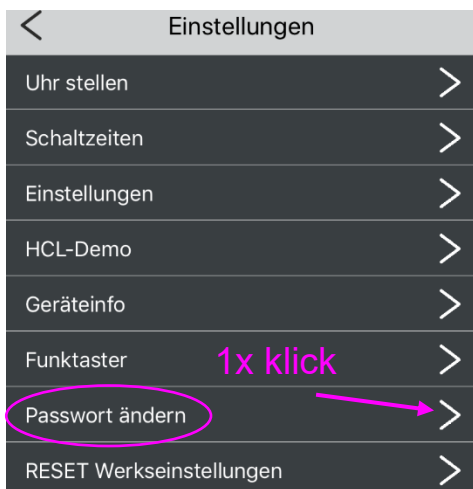 Einstellungen
Uhr stellen
Schaltzeiten
Einstellungen
HCL-Demo
Geräteinfo
Funktaster
1x klick
Passwort ändern
RESET Werkseinstellungen